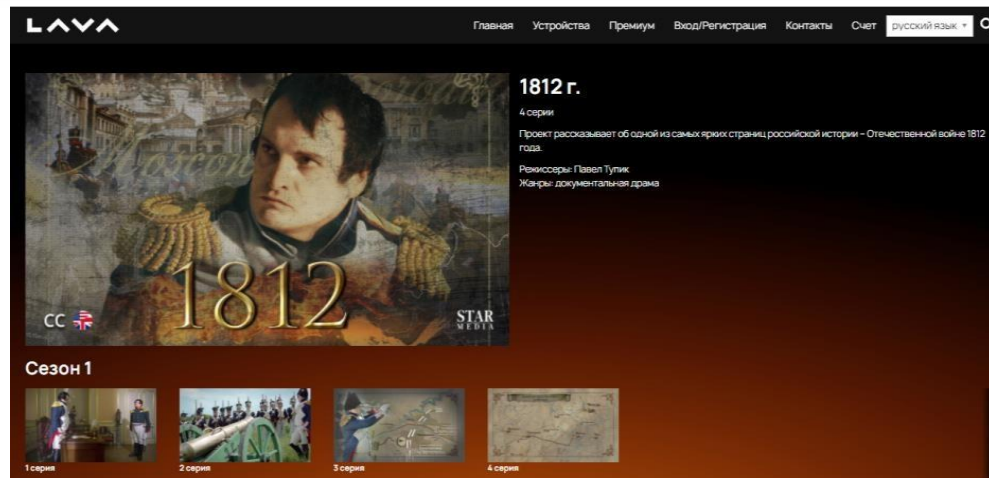 LAVA
Главная Устройства Премиум Вход/Регистрация Контакты Счет русский язык
Moscow
1812
CC
STAR
MEDIA
1812 г.
4 серии
Проект рассказывает об одной из самых ярких страниц российской истории – Отечественной войне 1812
года.
Режиссеры: Павел Тупик
Жанры: документальная драма
Сезон 1
1 серия 2 серия 3 серия 4 серия